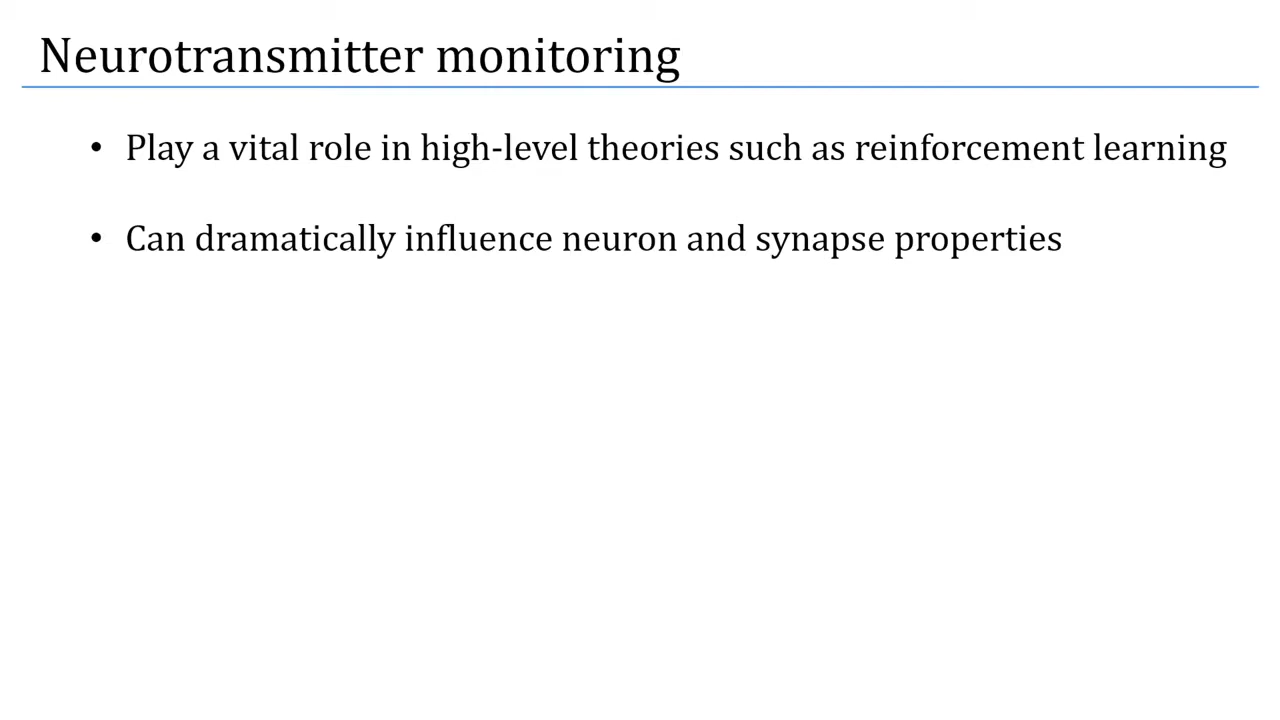 Neurotransmitter monitoring
• Play a vital role in high-level theories such as reinforcement learning
• Can dramatically influence neuron and synapse properties